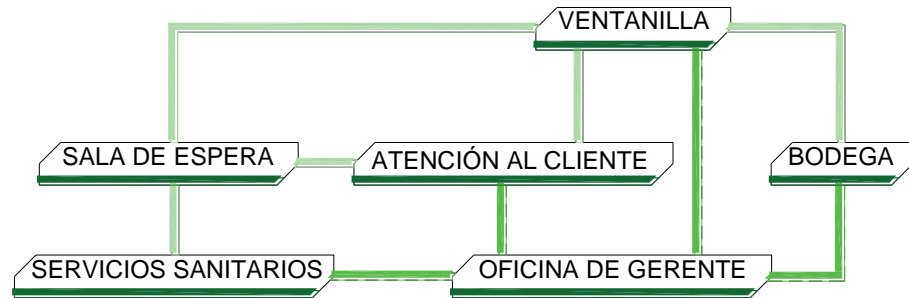 VENTANILLA
SALA DE ESPERA
ATENCIÓN AL CLIENTE
BODEGA
SERVICIOS SANITARIOS
OFICINA DE GERENTE